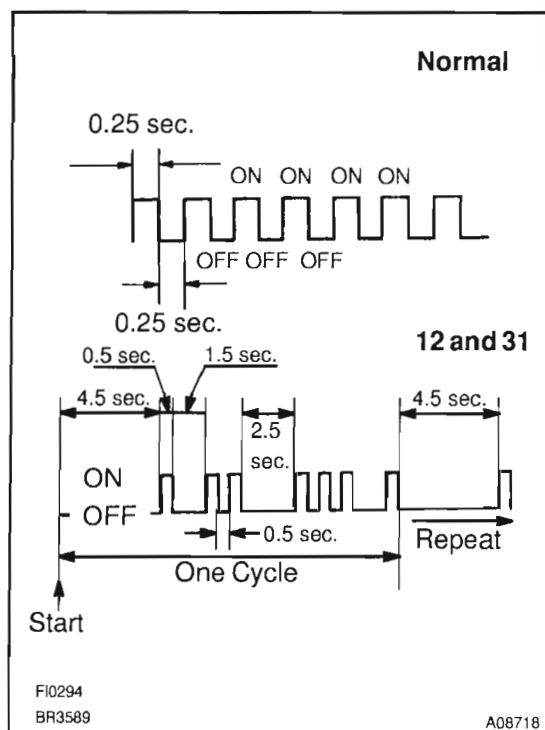 Normal
0.25 sec.
ON ON ON ON
OFF OFF OFF
0.25 sec.
12 and 31
0.5 sec. 1.5 sec.
4.5 sec. 4.5 sec.
2.5
sec.
ON
OFF
0.5 sec.
Repeat
One Cycle
Start
FI0294
BR3589
A08718